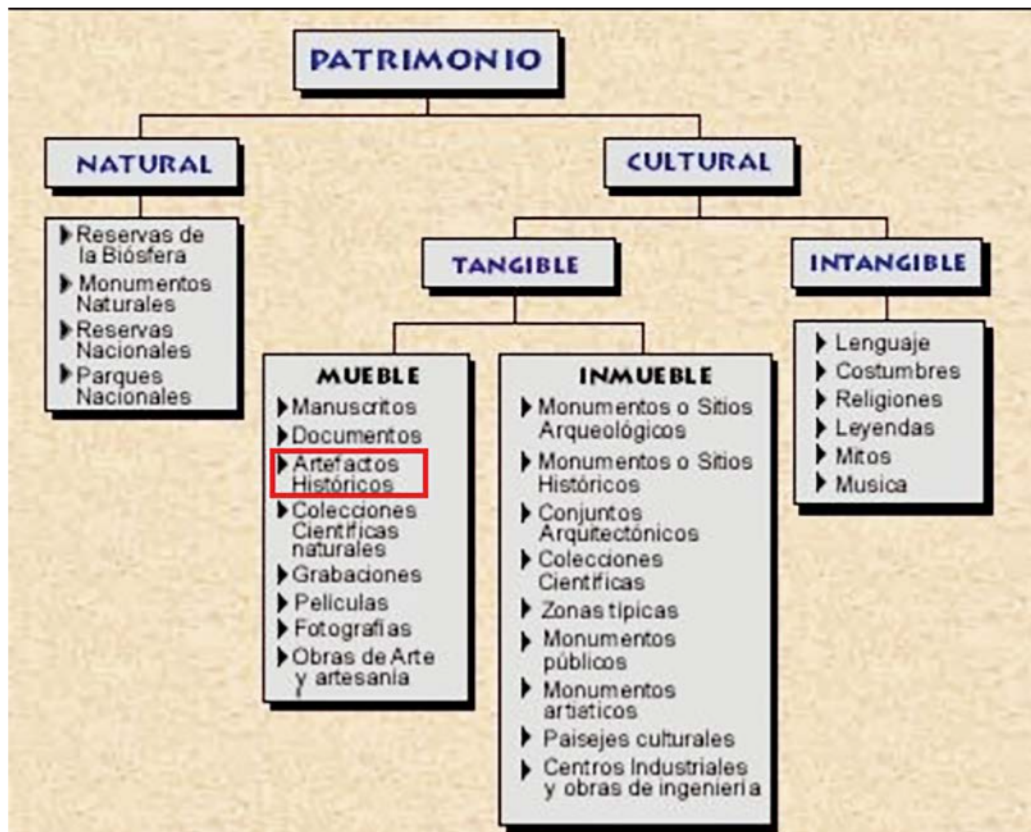 PATRIMONIO
NATURAL
CULTURAL
Reservas de
la Biósfera
Monumentos
Naturales
Reservas
Nacionales
Parques
Nacionales
TANGIBLE
INTANGIBLE
MUEBLE
Manuscritos
Documentos
Artefactos
Históricos
Colecciones
Científicas
naturales
Grabaciones
Películas
Fotografías
Obras de Arte
y artesanía
INMUEBLE
Monumentos o Sitios
Arqueológicos
Monumentos o Sitios
Históricos
Conjuntos
Arquitectónicos
Colecciones
Científicas
Zonas típicas
Monumentos
públicos
Monumentos
artiaticos
Paisejes culturales
Centros Industriales
y obras de ingeniería
Lenguaje
Costumbres
Religiones
Leyendas
Mitos
Musica